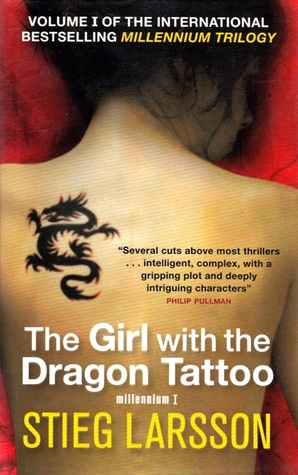 VOLUME I OF THE INTERNATIONAL
BESTSELLING MILLENNIUM TRILOGY
“Several cuts above most thrillers
. . . intelligent, complex, with a
gripping plot and deeply
intriguing characters”
PHILIP PULLMAN
The Girl with the
Dragon Tattoo
millennium I
STIEG LARSSON